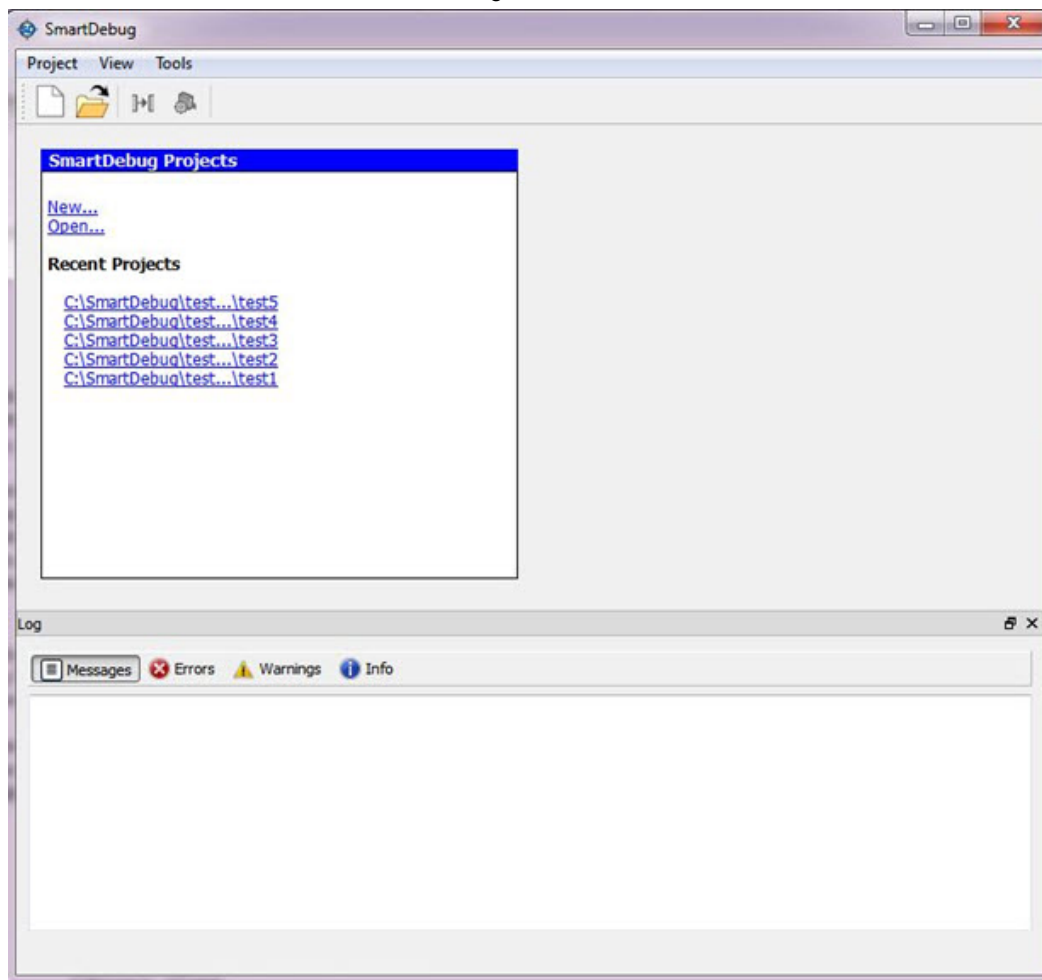 SmartDebug
Project View Tools
SmartDebug Projects
New...
Open...
Recent Projects
C:\SmartDebug\test...\test5
C:\SmartDebug\test...\test4
C:\SmartDebug\test...\test3
C:\SmartDebug\test...\test2
C:\SmartDebug\test...\test1
Log
Messages Errors Warnings Info